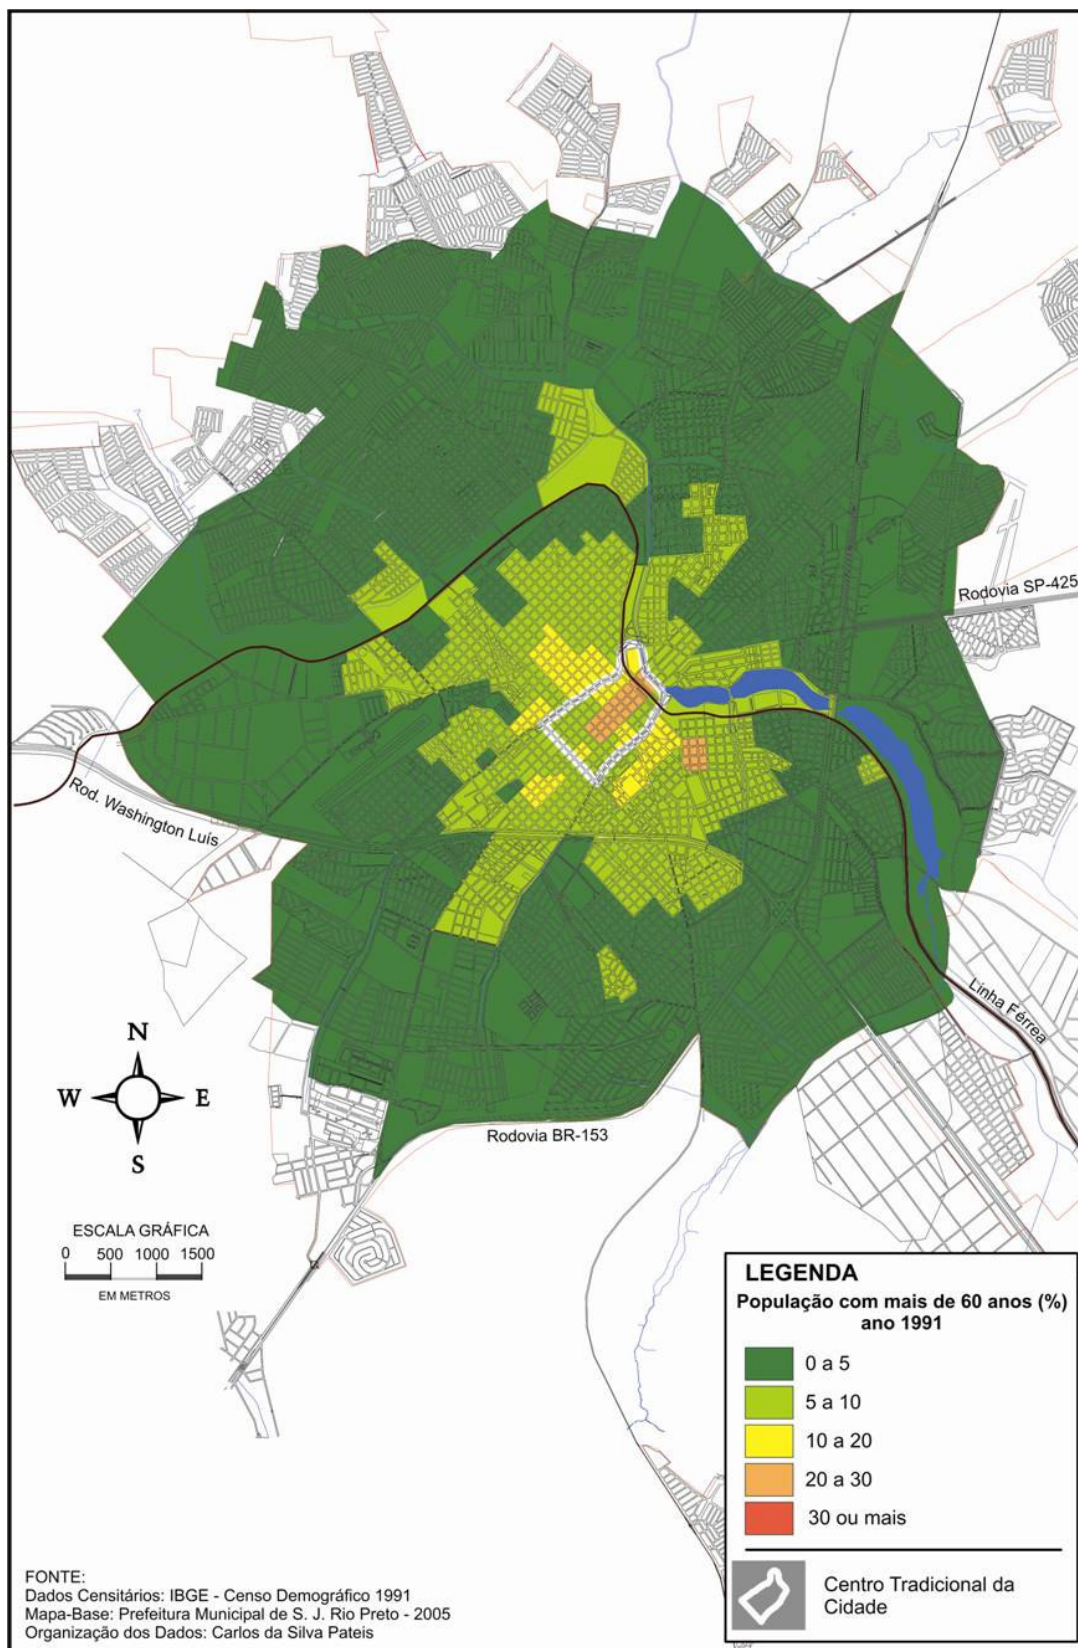 Rodovia SP-425
Rod. Washington Luís
Linha Férrea
N
W E
S
Rodovia BR-153
ESCALA GRÁFICA
0 500 1000 1500
EM METROS
LEGENDA
População com mais de 60 anos (%)
ano 1991
0 a 5
5 a 10
10 a 20
20 a 30
30 ou mais
Centro Tradicional da
Cidade
FONTE:
Dados Censitários: IBGE - Censo Demográfico 1991
Mapa-Base: Prefeitura Municipal de S. J. Rio Preto - 2005
Organização dos Dados: Carlos da Silva Pateis